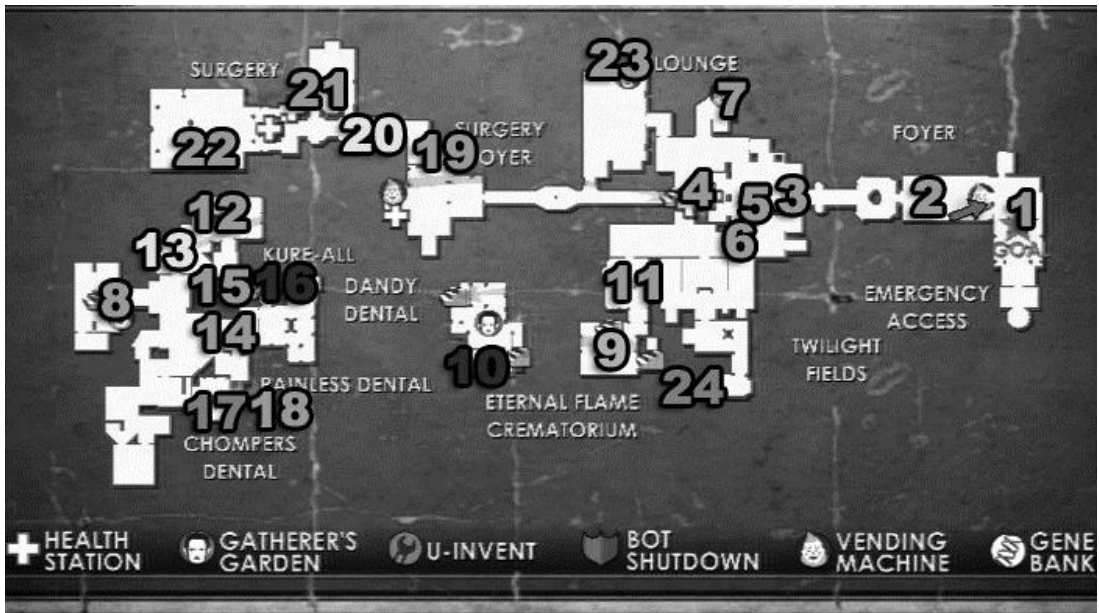 SURGERY
21
23
LOUNGE
7
FOYER
22
20
SURGERY
19
OYER
4
5
3
2
1
12
6
GOA
13
KURE-ALL
8
15
16
DANDY
DENTAL
11
EMERGENCY
ACCESS
14
10
9
TWILIGHT
FIELDS
PAINLESS DENTAL
24
17
18
ETERNAL FLAME
CREMATORIUM
CHOMPERS
DENTAL
HEALTH
STATION
GATHERER'S
GARDEN
U-INVENT
BOT
SHUTDOWN
VENDING
MACHINE
GENE
BANK